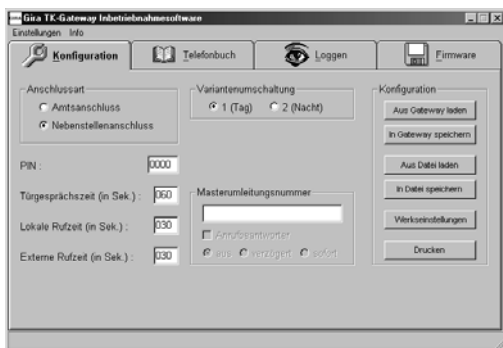 Gira TK-Gateway Inbetriebnahmesoftware
Einstellungen Info
Konfiguration
Telefonbuch
Loggen
Firmware
Anschlussart
Amtsanschluss
Nebenstellenanschluss
PIN : 0000
Türgesprächszeit (in Sek.) : 060
Lokale Rufzeit (in Sek.) : 030
Externe Rufzeit (in Sek.) : 030
Variantenumschaltung
1 (Tag) 2 (Nacht)
Masterumleitungsnummer
Anrufbeantworter
aus verzögert sofort
Konfiguration
Aus Gateway laden
In Gateway speichern
Aus Datei laden
In Datei speichern
Werkseinstellungen
Drucken